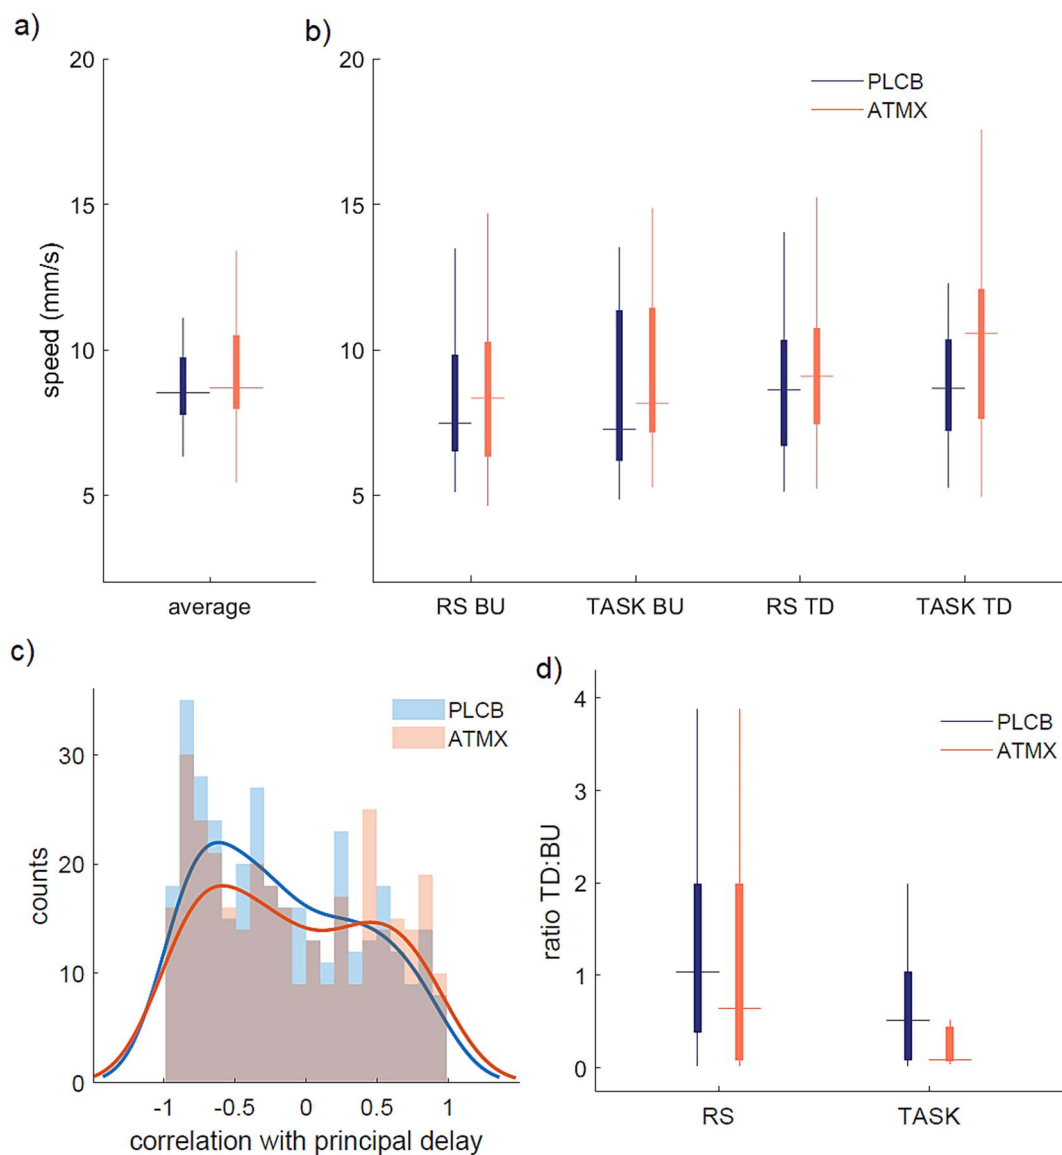 a)
b)
20
15
10
5
speed (mm/s)
average
20
15
10
5
PLCB
ATMX
RS BU
TASK BU
RS TD
TASK TD
c)
30
20
10
0
counts
PLCB
ATMX
-1
-0.5
0
0.5
1
correlation with principal delay
d)
4
3
2
1
0
ratio TD:BU
PLCB
ATMX
RS
TASK